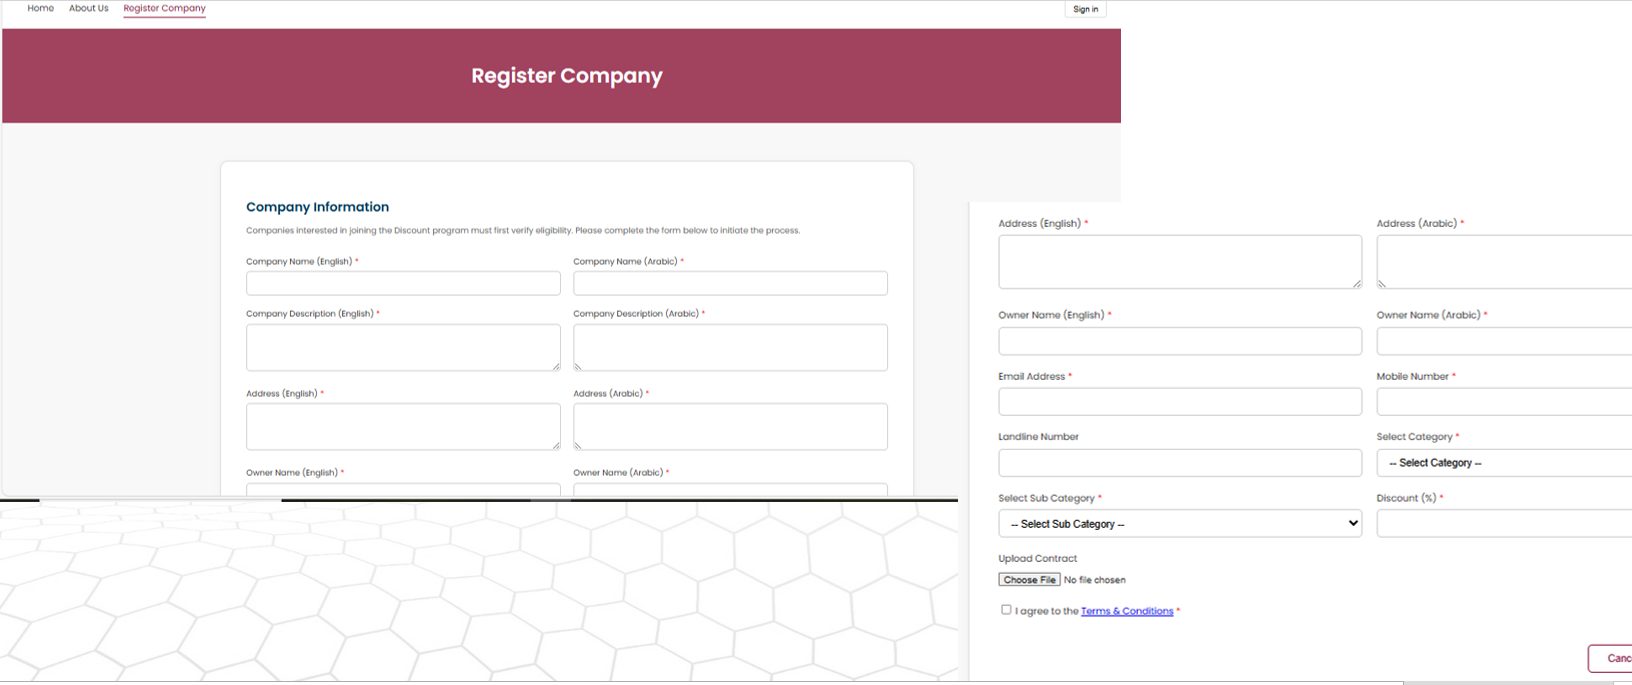 Home About Us Register Company Sign in
Register Company
Company Information
Companies interested in joining the Discount program must first verify eligibility. Please complete the form below to initiate the process.
Company Name (English) * Company Name (Arabic) *
Company Description (English) * Company Description (Arabic) *
Address (English) * Address (Arabic) *
Owner Name (English) * Owner Name (Arabic) *
Address (English) * Address (Arabic) *
Owner Name (English) * Owner Name (Arabic) *
Email Address * Mobile Number *
Landline Number Select Category *
-- Select Category --
Select Sub Category * Discount (%) *
-- Select Sub Category --
Upload Contract
Choose File No file chosen
I agree to the Terms & Conditions *